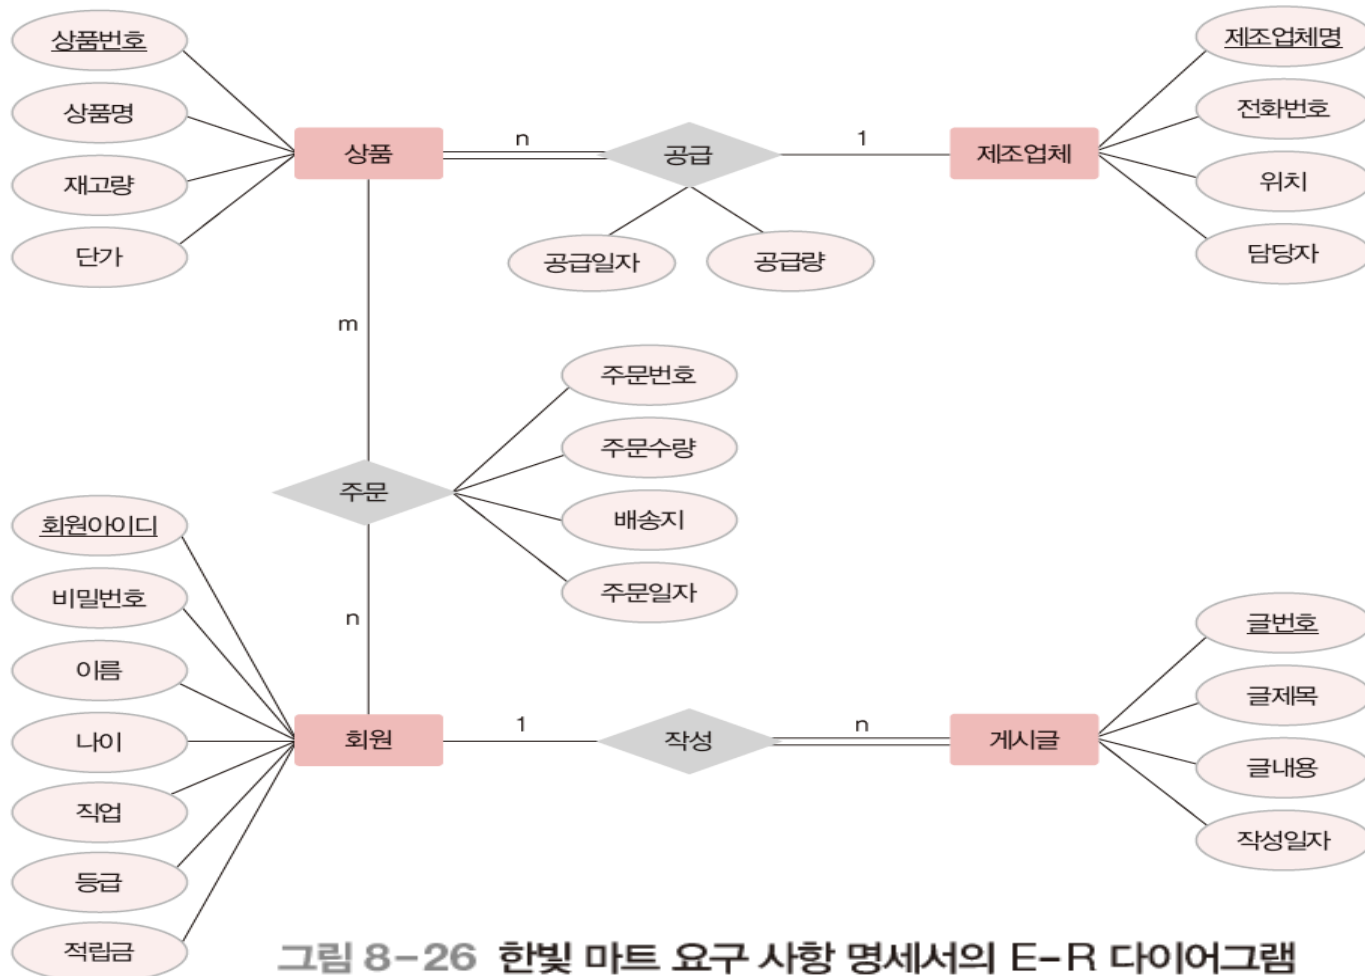 상품번호
상품명
재고량
단가
상품
n
공급
1
제조업체
제조업체명
전화번호
위치
담당자
공급일자
공급량
m
주문
주문번호
주문수량
배송지
주문일자
n
회원아이디
비밀번호
이름
나이
직업
등급
적립금
회원
1
작성
n
게시글
글번호
글제목
글내용
작성일자
그림 8-26 한빛 마트 요구 사항 명세서의 E-R 다이어그램